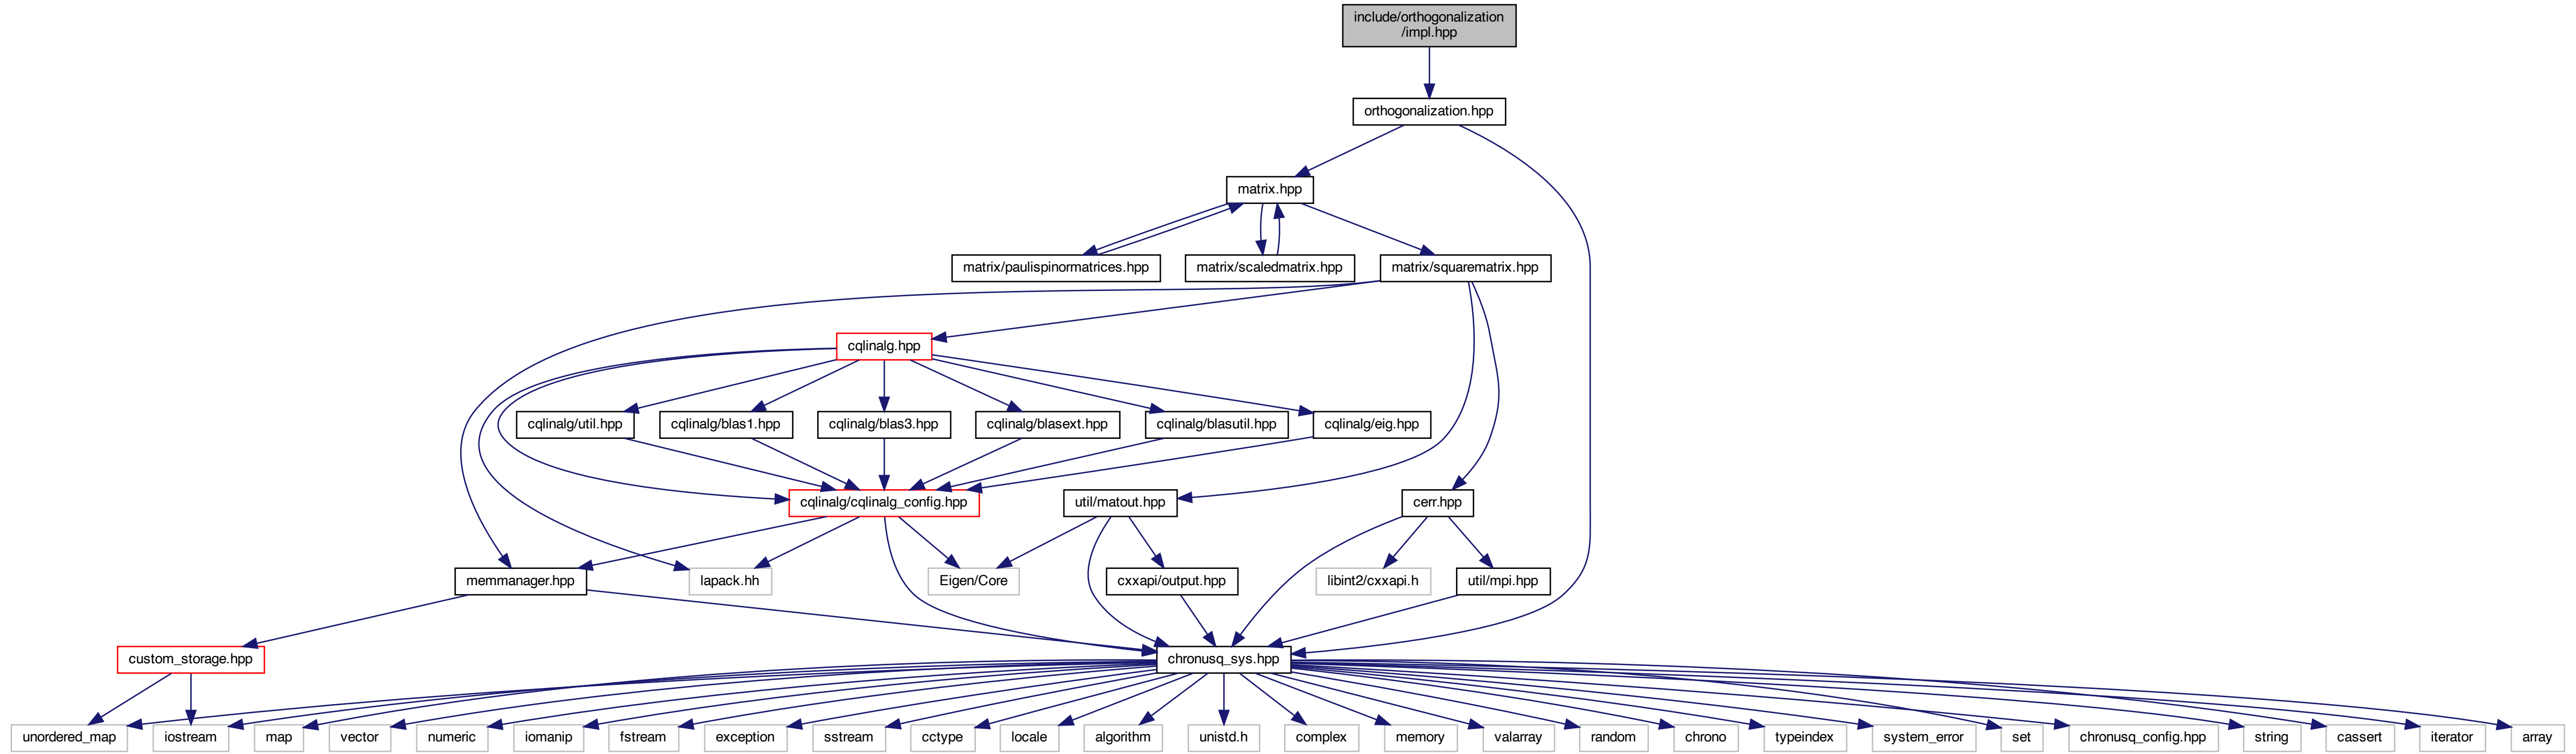 include/orthogonalization
/impl.hpp
orthogonalization.hpp
matrix.hpp
matrix/paulispinormatrices.hpp
matrix/scaledmatrix.hpp
matrix/squarematrix.hpp
cqlinalg.hpp
cqlinalg/util.hpp
cqlinalg/blas1.hpp
cqlinalg/blas3.hpp
cqlinalg/blasext.hpp
cqlinalg/blasutil.hpp
cqlinalg/eig.hpp
cqlinalg/cqlinalg_config.hpp
util/matout.hpp
cerr.hpp
memmanager.hpp
lapack.hh
Eigen/Core
cxxapi/output.hpp
libint2/cxxapi.h
util/mpi.hpp
custom_storage.hpp
chronusq_sys.hpp
unordered_map
iostream
map
vector
numeric
iomanip
fstream
exception
sstream
cctype
locale
algorithm
unistd.h
complex
memory
valarray
random
chrono
typeindex
system_error
set
chronusq_config.hpp
string
cassert
iterator
array